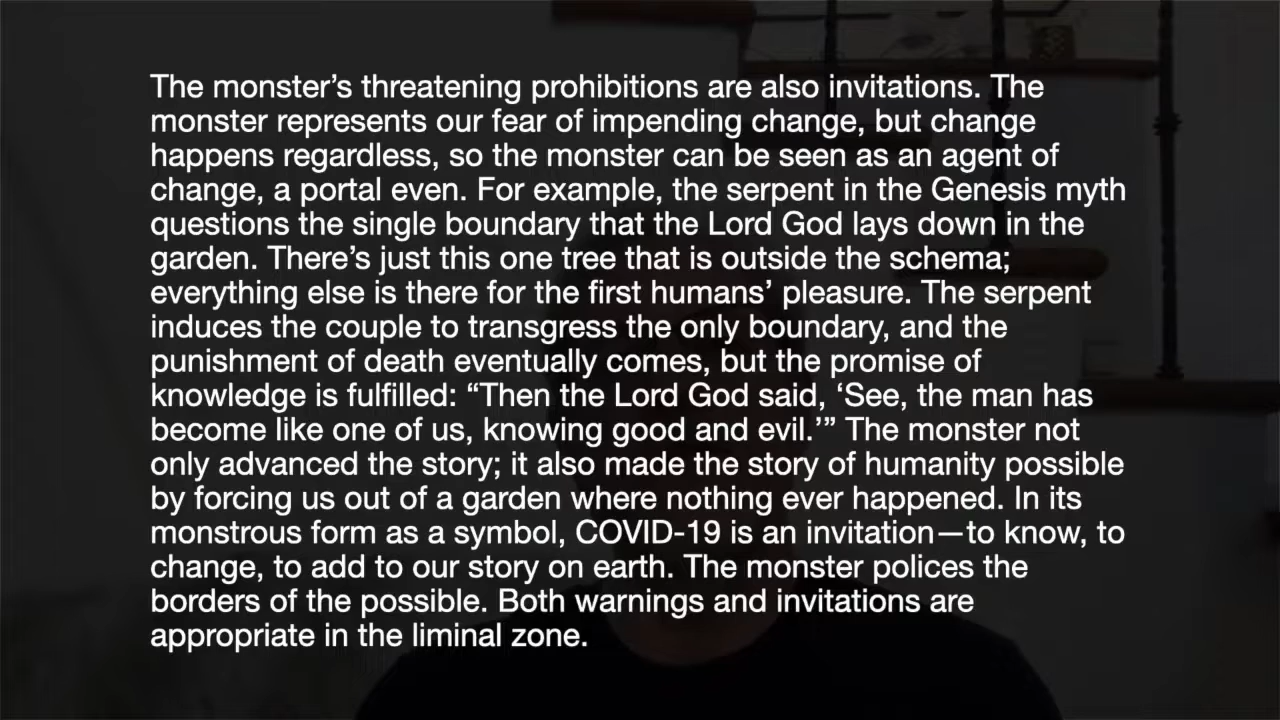 The monster’s threatening prohibitions are also invitations. The
monster represents our fear of impending change, but change
happens regardless, so the monster can be seen as an agent of
change, a portal even. For example, the serpent in the Genesis myth
questions the single boundary that the Lord God lays down in the
garden. There’s just this one tree that is outside the schema;
everything else is there for the first humans’ pleasure. The serpent
induces the couple to transgress the only boundary, and the
punishment of death eventually comes, but the promise of
knowledge is fulfilled: “Then the Lord God said, ‘See, the man has
become like one of us, knowing good and evil.’” The monster not
only advanced the story; it also made the story of humanity possible
by forcing us out of a garden where nothing ever happened. In its
monstrous form as a symbol, COVID-19 is an invitation—to know, to
change, to add to our story on earth. The monster polices the
borders of the possible. Both warnings and invitations are
appropriate in the liminal zone.